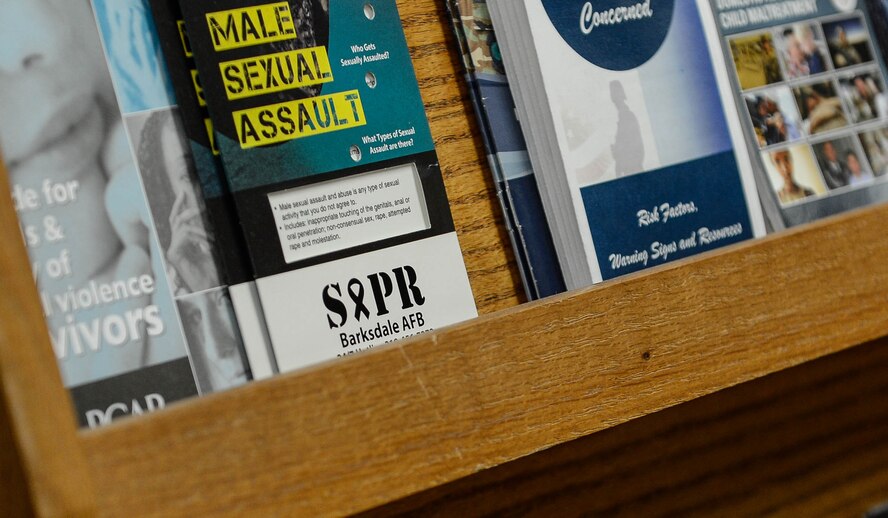 de for
s &
y of
l violence
vivors
MALE
SEXUAL
ASSAULT
Who Gets
Sexually Assaulted?
What Types of Sexual
Assault are there?
• Male sexual assault and abuse is any type of sexual
activity that you do not agree to.
• Includes: inappropriate touching of the genitals, anal or
oral penetration; non-consensual sex, rape, attempted
rape and molestation.
SAPR
Barksdale AFB
Concerned
Risk Factors,
Warning Signs and Resources
CHILD MALTREATMENT